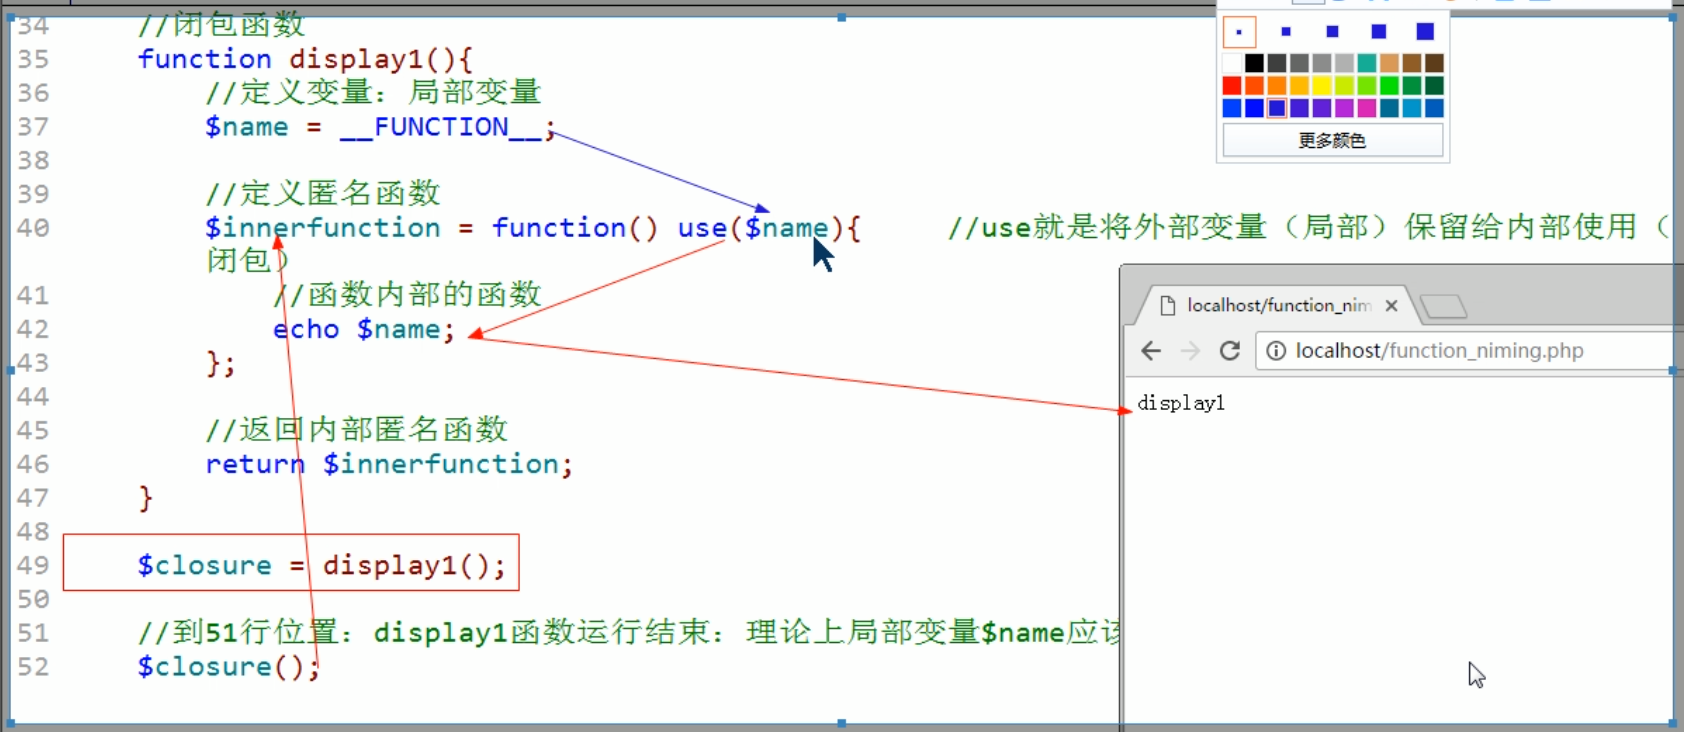 34 //闭包函数
35 function display1(){
36 //定义变量：局部变量
37 $name = __FUNCTION__;
38
39 //定义匿名函数
40 $innerfunction = function() use($name){ //use就是将外部变量（局部）保留给内部使用（
闭包）
41 //函数内部的函数
42 echo $name;
43 };
44
45 //返回内部匿名函数
46 return $innerfunction;
47 }
48
49 $closure = display1();
50
51 //到51行位置：display1函数运行结束：理论上局部变量$name应该
52 $closure();
更多颜色
localhost/function_nim
localhost/function_niming.php
display1